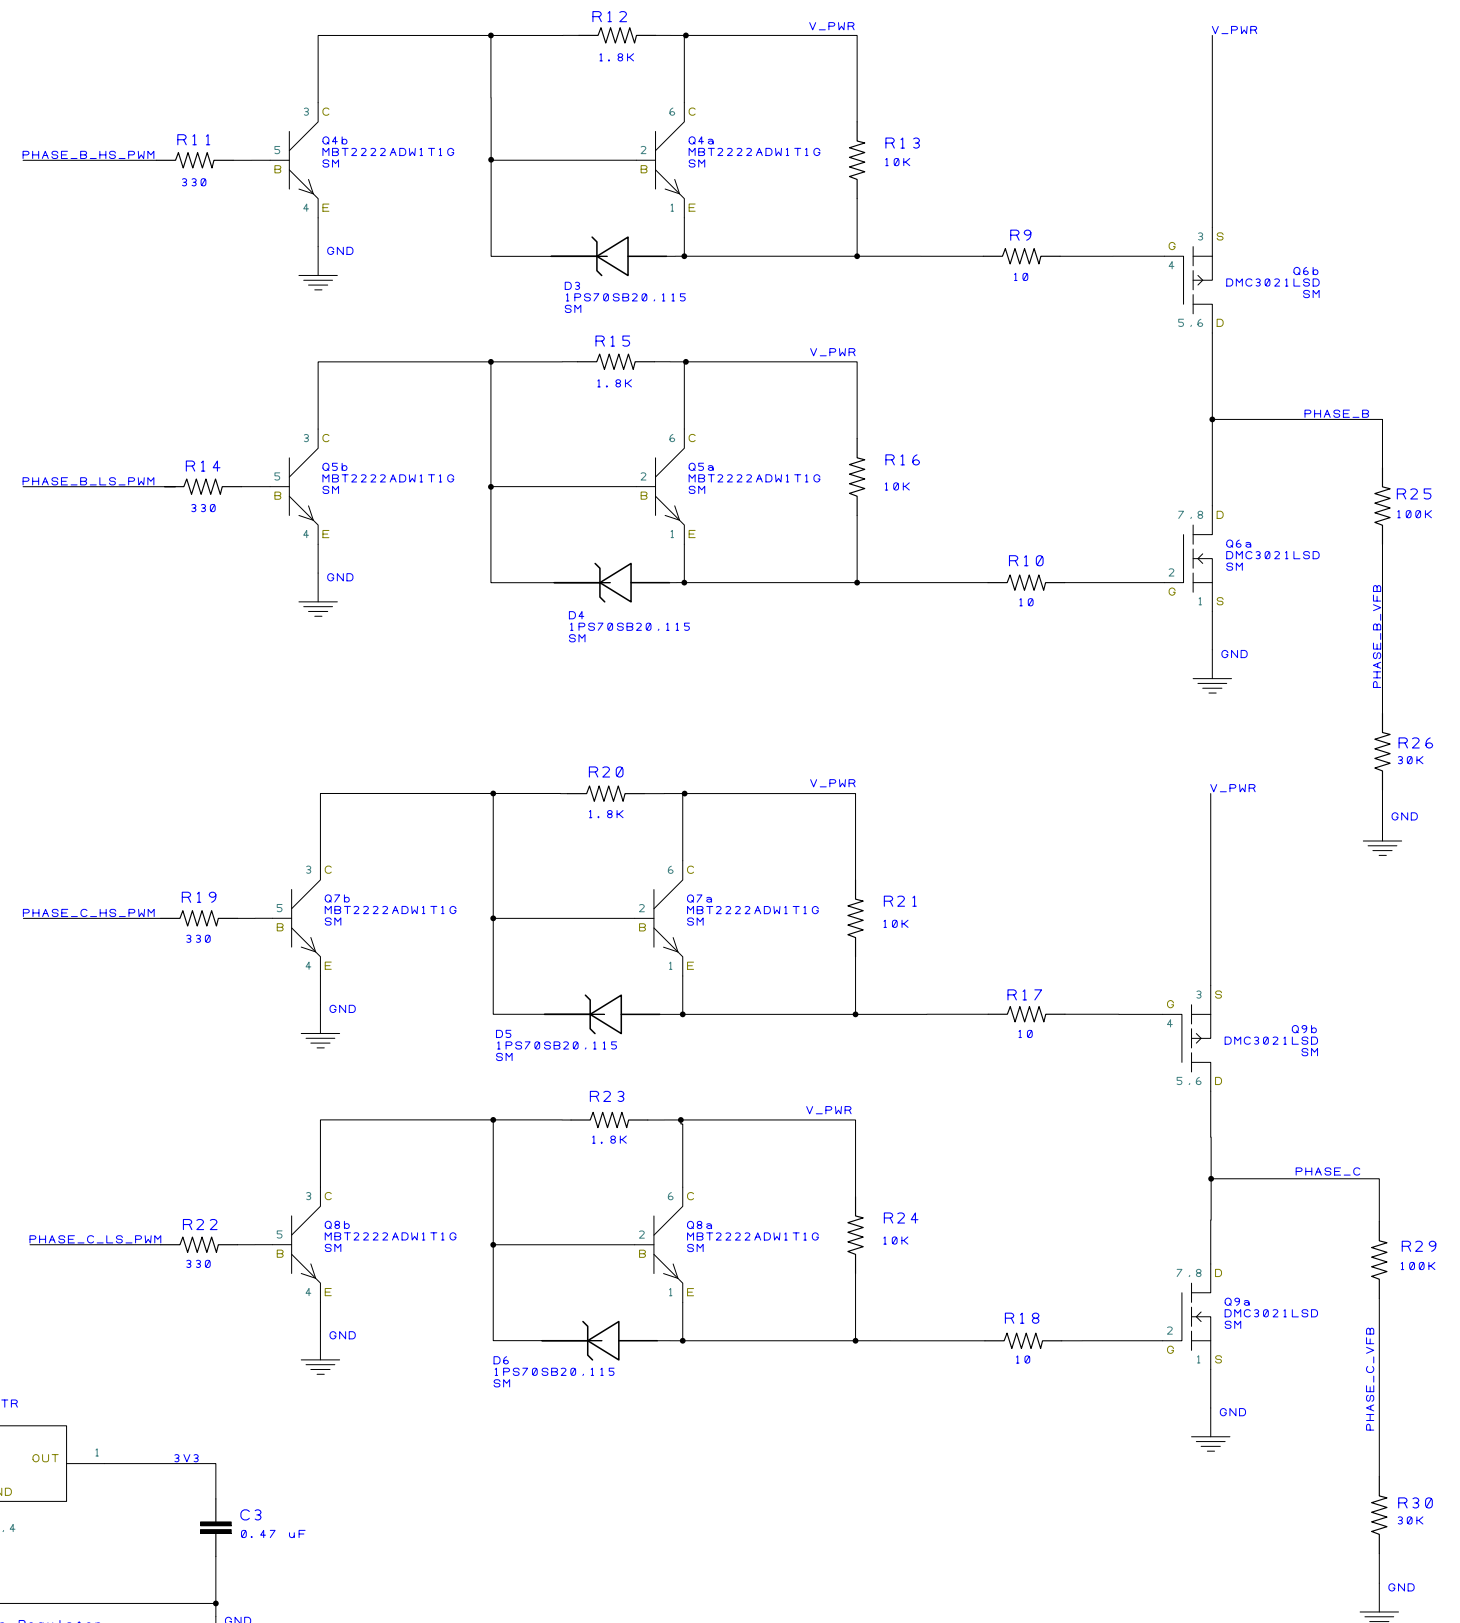 R12
1.8K
V_PWR
V_PWR
3 C
6 C
PHASE_B_HS_PWM
R11
330
5
B
Q4b
MBT2222ADW1T1G
SM
4 E
GND
2
B
Q4a
MBT2222ADW1T1G
SM
1 E
R13
10K
D3
1PS70SB20.115
SM
R9
10
G
4
3 S
Q6b
DMC3021LSD
SM
5.6 D
R15
1.8K
V_PWR
3 C
6 C
PHASE_B_LS_PWM
R14
330
5
B
Q5b
MBT2222ADW1T1G
SM
4 E
GND
2
B
Q5a
MBT2222ADW1T1G
SM
1 E
R16
10K
D4
1PS70SB20.115
SM
R10
10
PHASE_B
7.8 D
2
G
Q6a
DMC3021LSD
SM
1 S
GND
R25
100K
PHASE_B_VFB
R26
30K
GND
R20
1.8K
V_PWR
V_PWR
3 C
6 C
PHASE_C_HS_PWM
R19
330
5
B
Q7b
MBT2222ADW1T1G
SM
4 E
GND
2
B
Q7a
MBT2222ADW1T1G
SM
1 E
R21
10K
D5
1PS70SB20.115
SM
R17
10
G
4
3 S
Q9b
DMC3021LSD
SM
5.6 D
R23
1.8K
V_PWR
3 C
6 C
PHASE_C_LS_PWM
R22
330
5
B
Q8b
MBT2222ADW1T1G
SM
4 E
GND
2
B
Q8a
MBT2222ADW1T1G
SM
1 E
R24
10K
D6
1PS70SB20.115
SM
R18
10
PHASE_C
7.8 D
2
G
Q9a
DMC3021LSD
SM
1 S
GND
R29
100K
PHASE_C_VFB
R30
30K
GND
TR
OUT
1
3V3
ND
.4
C3
0.47 uF
GND